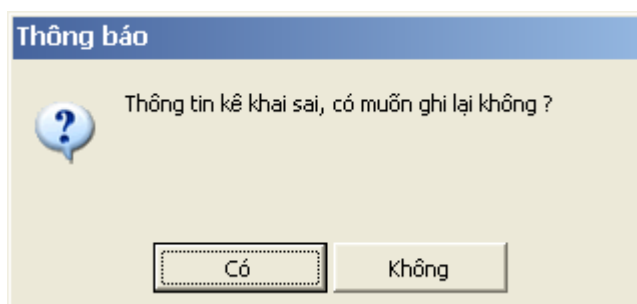 Thông báo
Thông tin kê khai sai, có muốn ghi lại không ?
Có
Không